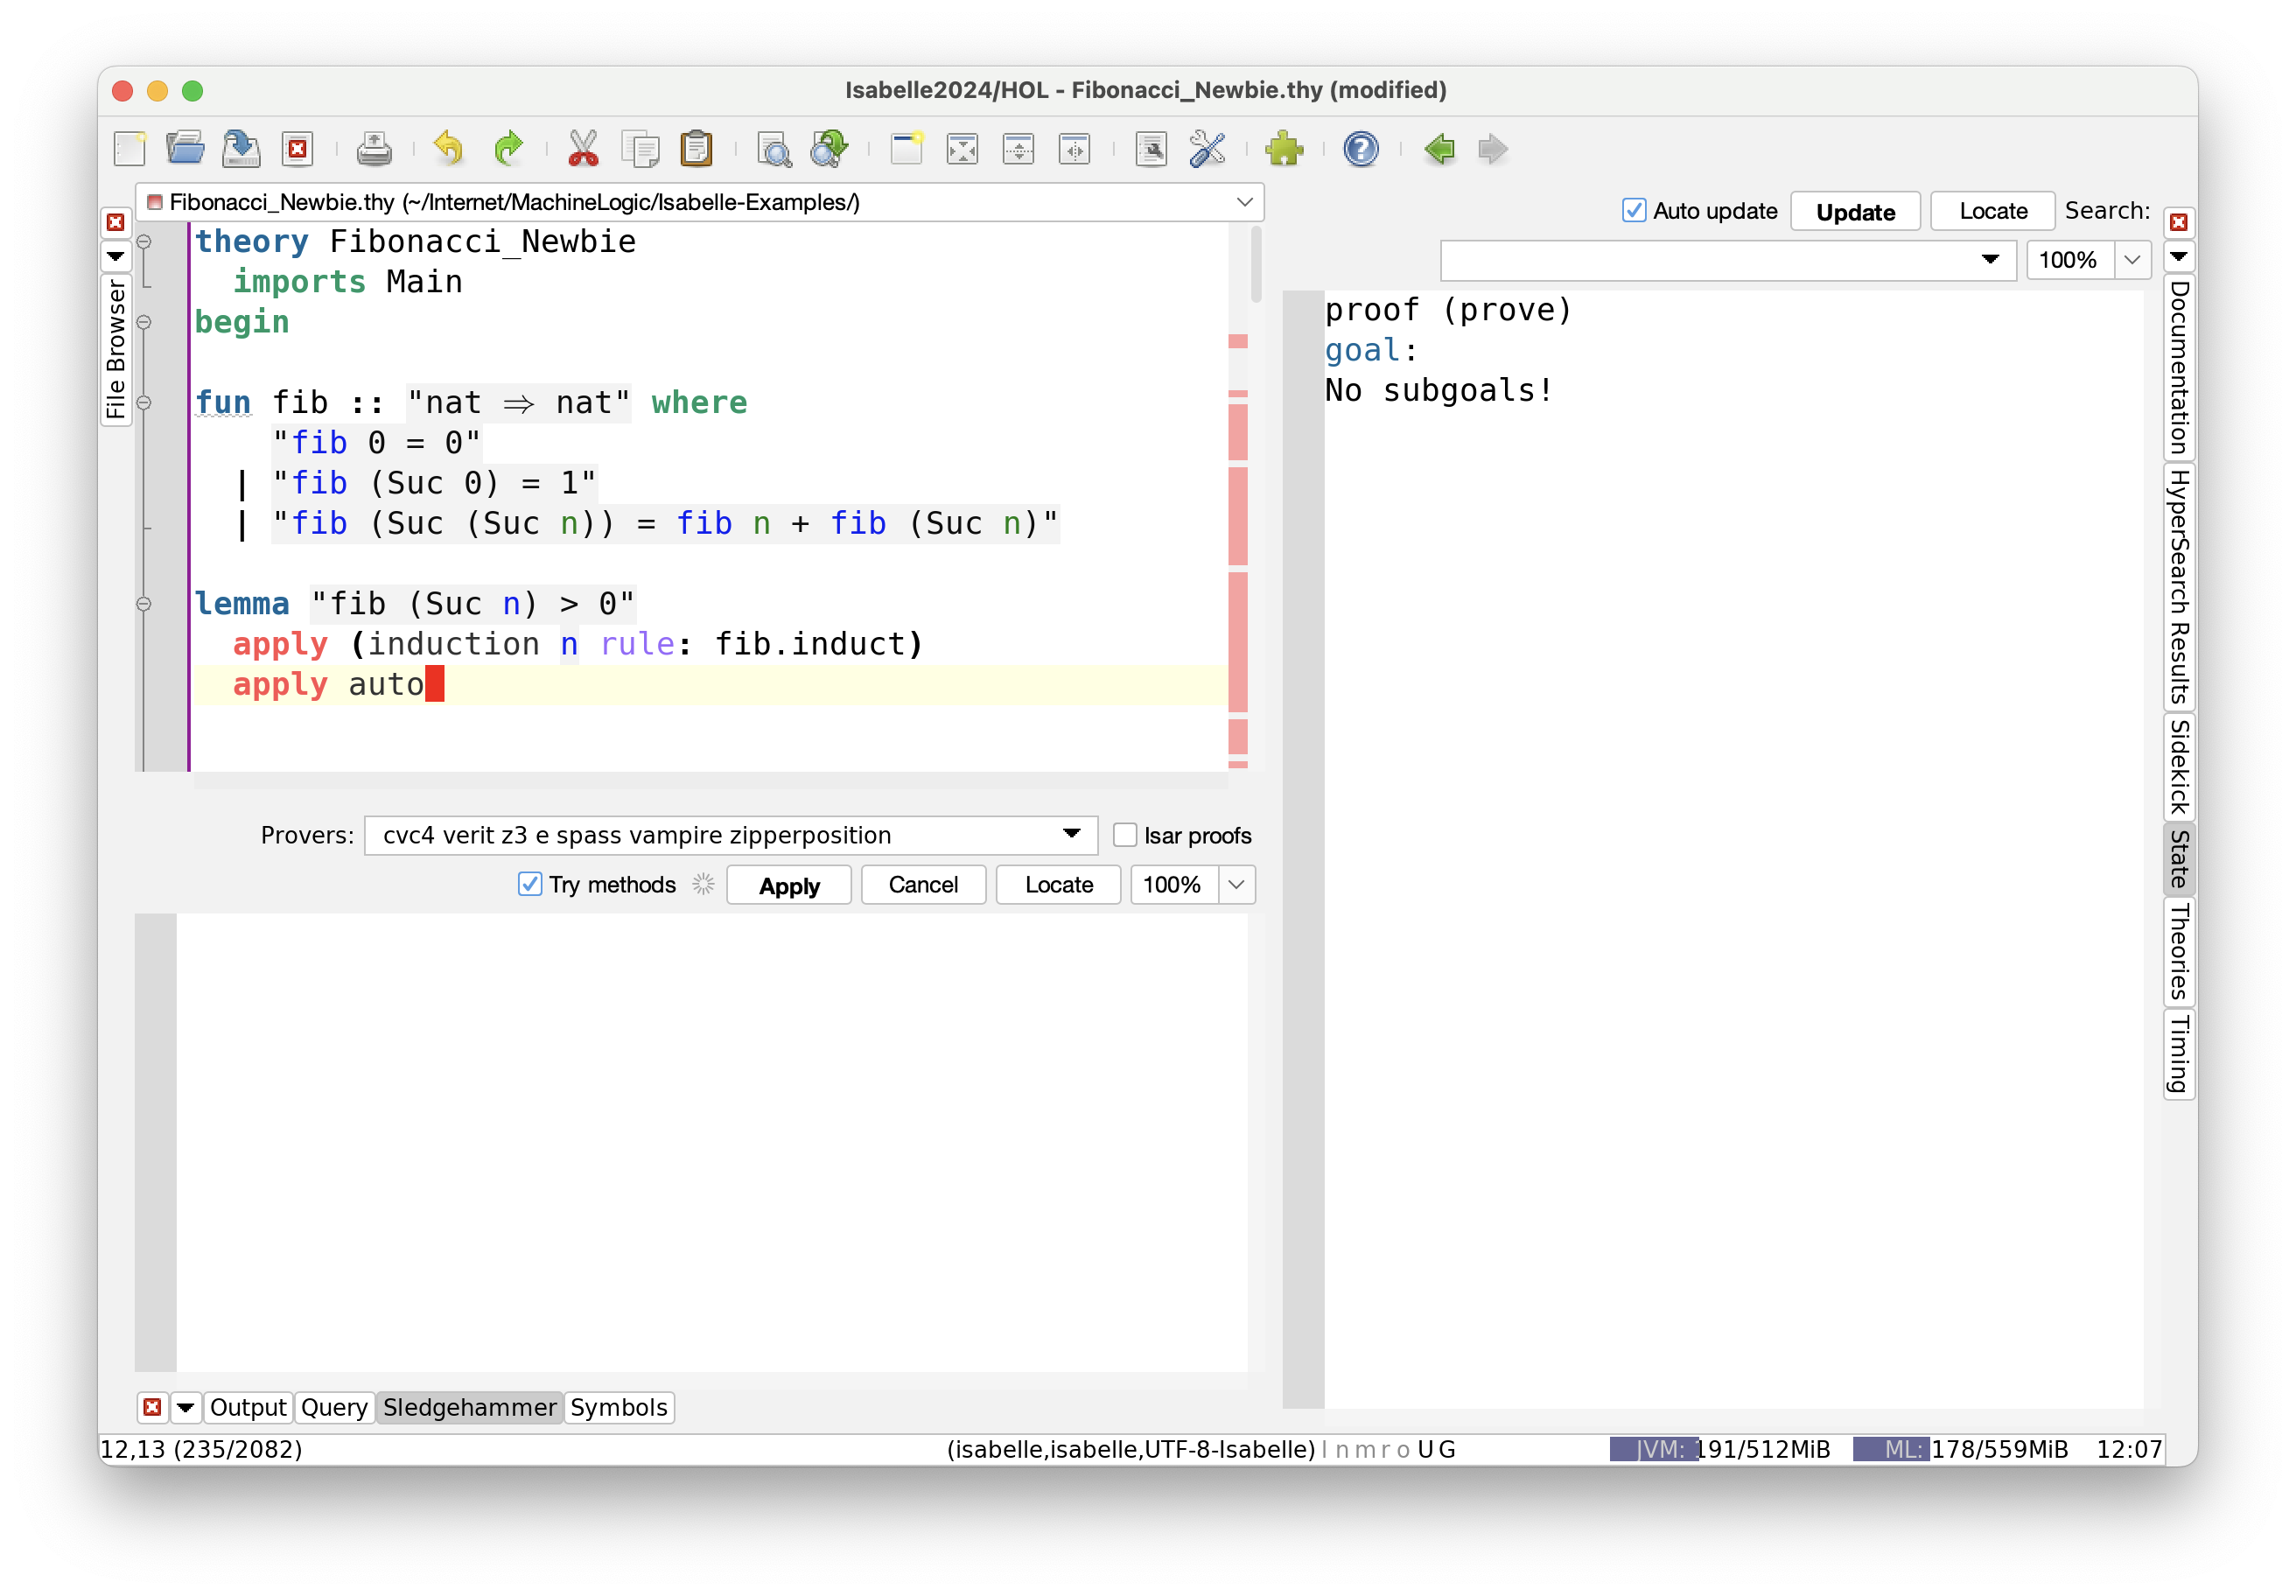 Isabelle2024/HOL - Fibonacci_Newbie.thy (modified)
Fibonacci_Newbie.thy (~/Internet/MachineLogic/Isabelle-Examples/)
File Browser
theory Fibonacci_Newbie
imports Main
begin
fun fib :: "nat ⇒ nat" where
"fib 0 = 0"
| "fib (Suc 0) = 1"
| "fib (Suc (Suc n)) = fib n + fib (Suc n)"
lemma "fib (Suc n) > 0"
apply (induction n rule: fib.induct)
apply auto
Provers: cvc4 verit z3 e spass vampire zipperposition Isar proofs
Try methods Apply Cancel Locate 100%
Output Query Sledgehammer Symbols
Auto update Update Locate Search:
100%
proof (prove)
goal:
No subgoals!
Documentation
HyperSearch Results
Sidekick
State
Theories
Timing
12,13 (235/2082) (isabelle,isabelle,UTF-8-Isabelle) | n m r o U G JVM: 191/512MiB ML: 178/559MiB 12:07